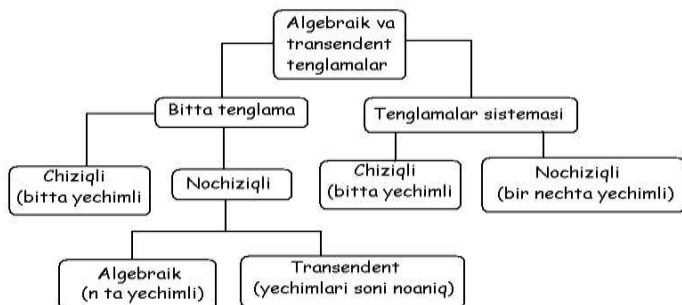 Algebraik va
transendent
tenglamalar
Bitta tenglama
Tenglamalar sistemasi
Chiziqli
(bitta yechimli
Nochiziqli
Chiziqli
(bitta yechimli
Nochiziqli
(bir nechta yechimli)
Algebraik
(n ta yechimli)
Transendent
(yechimlari soni noaniq)